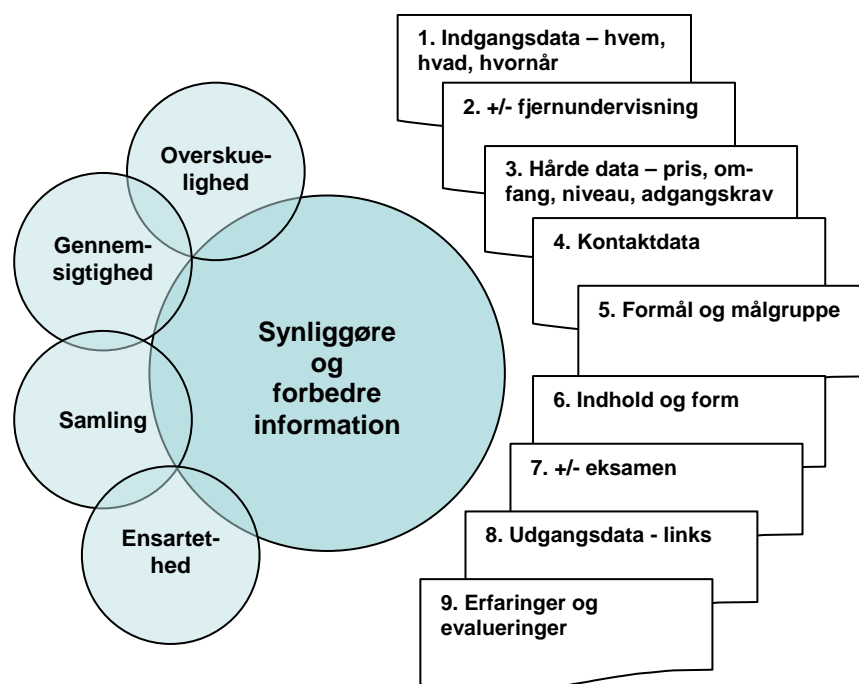 Overskue-
lighed
Gennem-
sigtighed
Samling
Ensartet-
hed
Synliggøre
og
forbedre
information
1. Indgangsdata – hvem,
hvad, hvornår
2. +/- fjernundervisning
3. Hårde data – pris, om-
fang, niveau, adgangskrav
4. Kontaktdata
5. Formål og målgruppe
6. Indhold og form
7. +/- eksamen
8. Udgangsdata - links
9. Erfaringer og
evalueringer